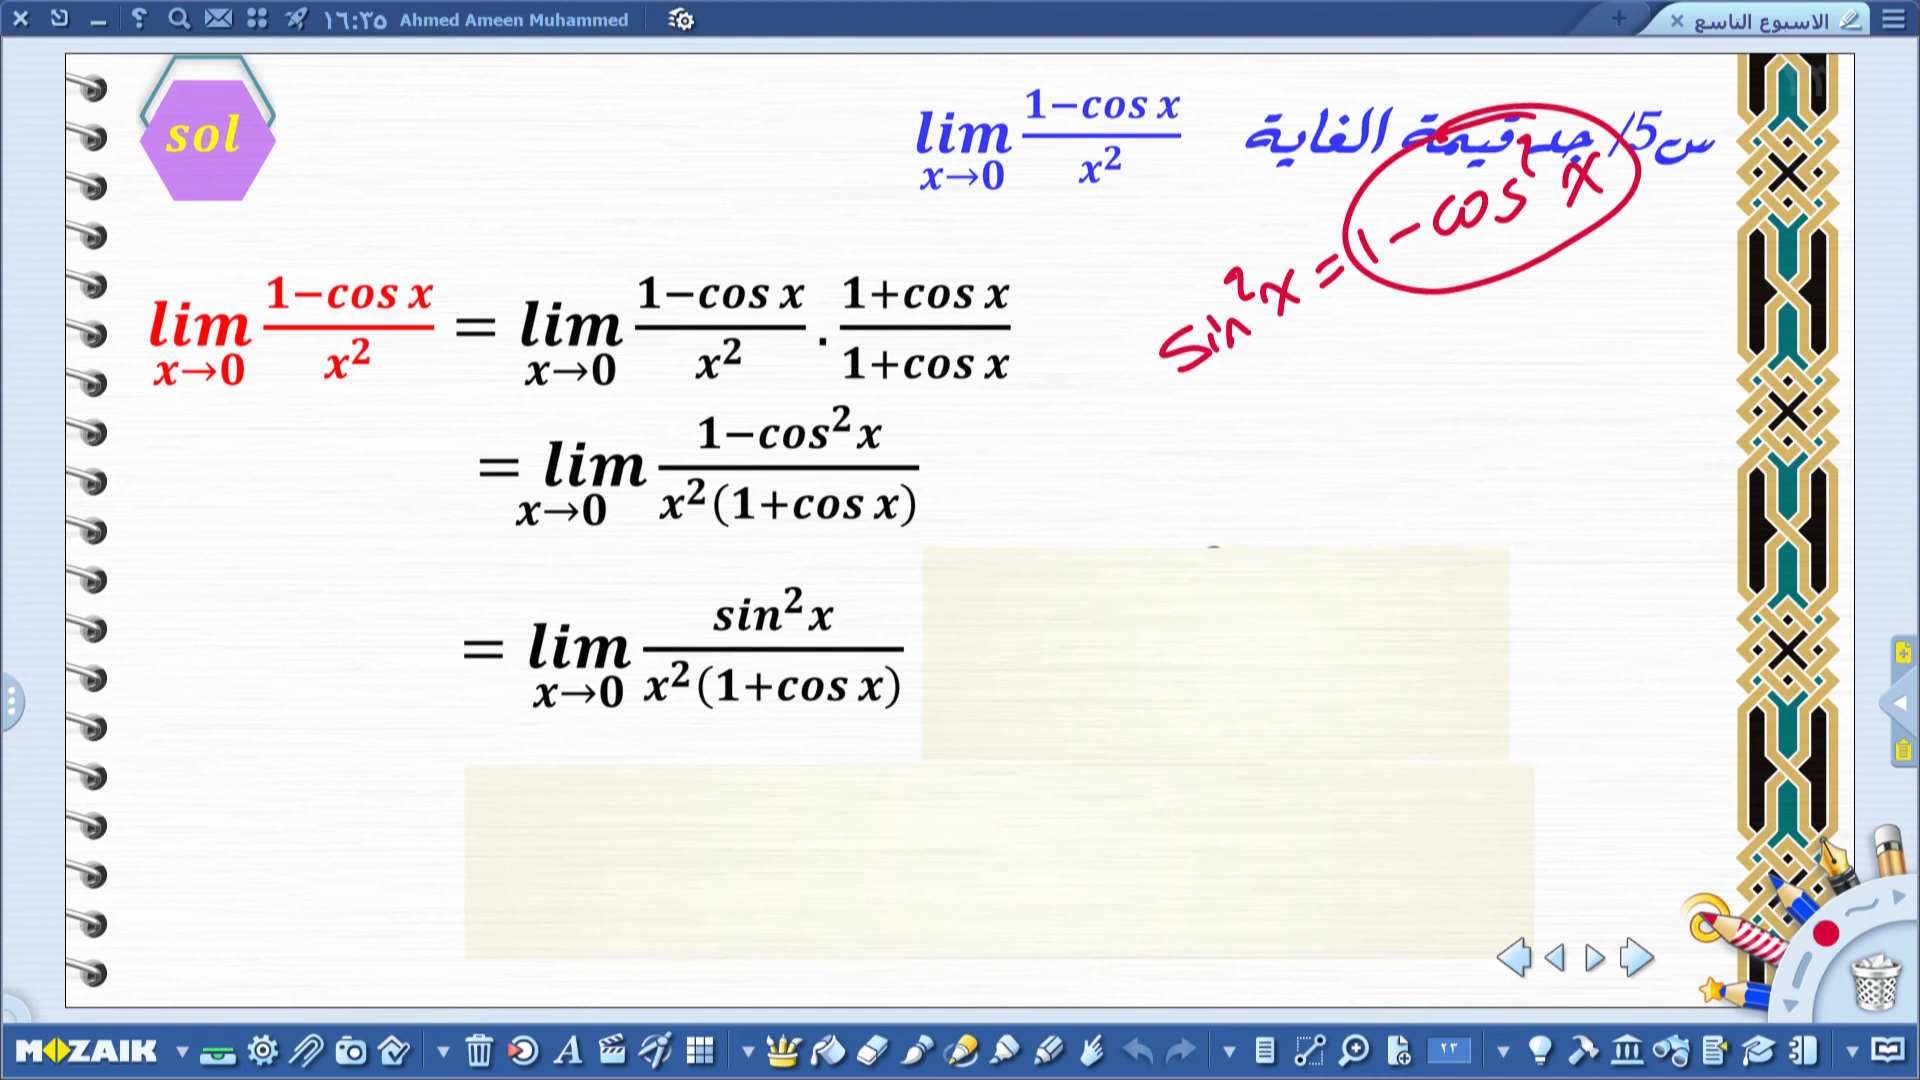 ١٦:٣٥ Ahmed Ameen Muhammed
الاسبوع التاسع
sol
س5/ جد قيمة الغاية lim x→0 1−cos x / x²
sin²x = 1 − cos²x
lim x→0 1−cos x / x² = lim x→0 1−cos x / x² . 1+cos x / 1+cos x
= lim x→0 1−cos²x / x²(1+cos x)
= lim x→0 sin²x / x²(1+cos x)
MOZAIK
٢٣